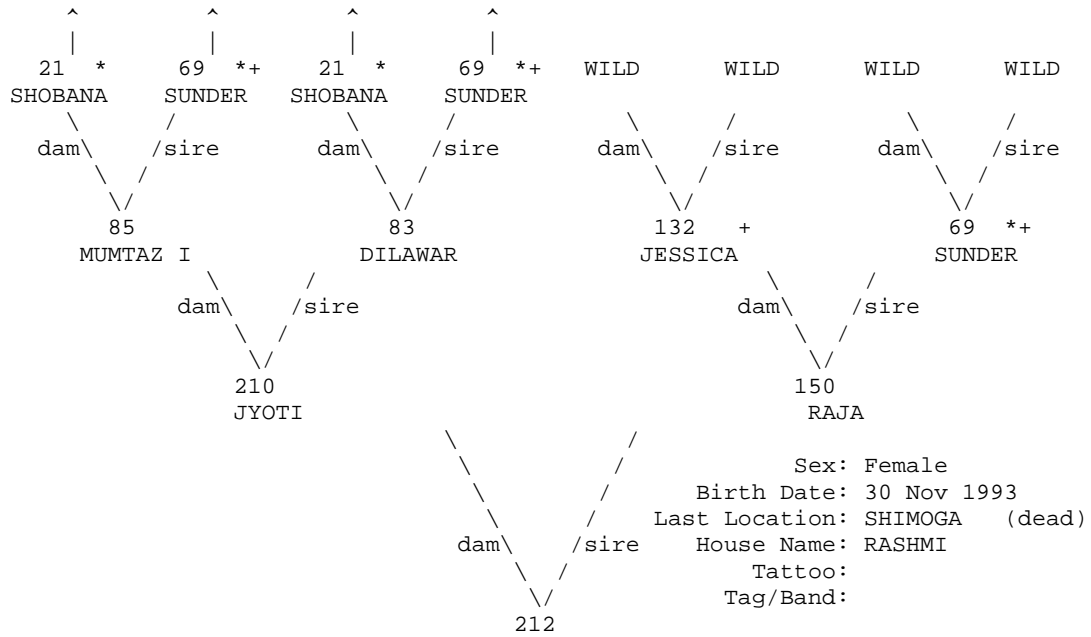 ^ ^ ^ ^
| | | |
21 * 69 *+ 21 * 69 *+ WILD WILD WILD WILD
SHOBANA SUNDER SHOBANA SUNDER
\ / \ / \ / \ /
dam\ /sire dam\ /sire dam\ /sire dam\ /sire
\ / \ / \ / \ /
\/ \/ \/ \/
85 83 132 + 69 *+
MUMTAZ I DILAWAR JESSICA SUNDER
\ / \ /
dam\ /sire dam\ /sire
\ / \ /
\/ \/
210 150
JYOTI RAJA
\ /
\ / Sex: Female
\ / Birth Date: 30 Nov 1993
\ / Last Location: SHIMOGA (dead)
dam\ /sire House Name: RASHMI
\ / Tattoo:
\/ Tag/Band:
212